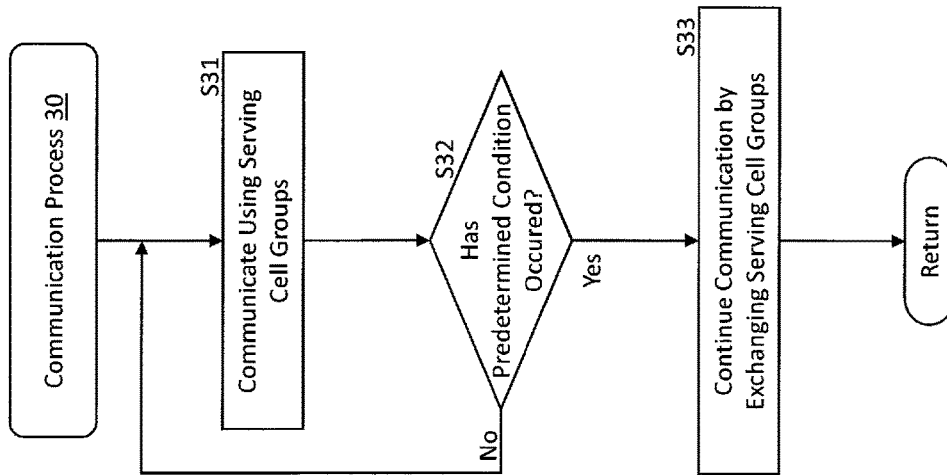 Communication Process 30
S31
Communicate Using Serving
Cell Groups
S32
Has
Predetermined Condition
Occured?
No
Yes
S33
Continue Communication by
Exchanging Serving Cell Groups
Return